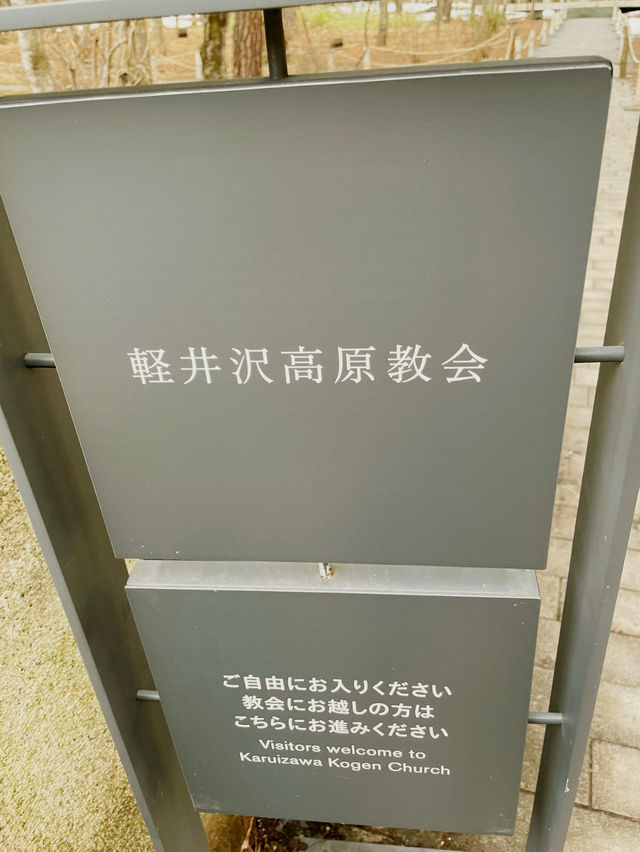 軽井沢高原教会
ご自由にお入りください
教会にお越しの方は
こちらにお進みください
Visitors welcome to
Karuizawa Kogen Church